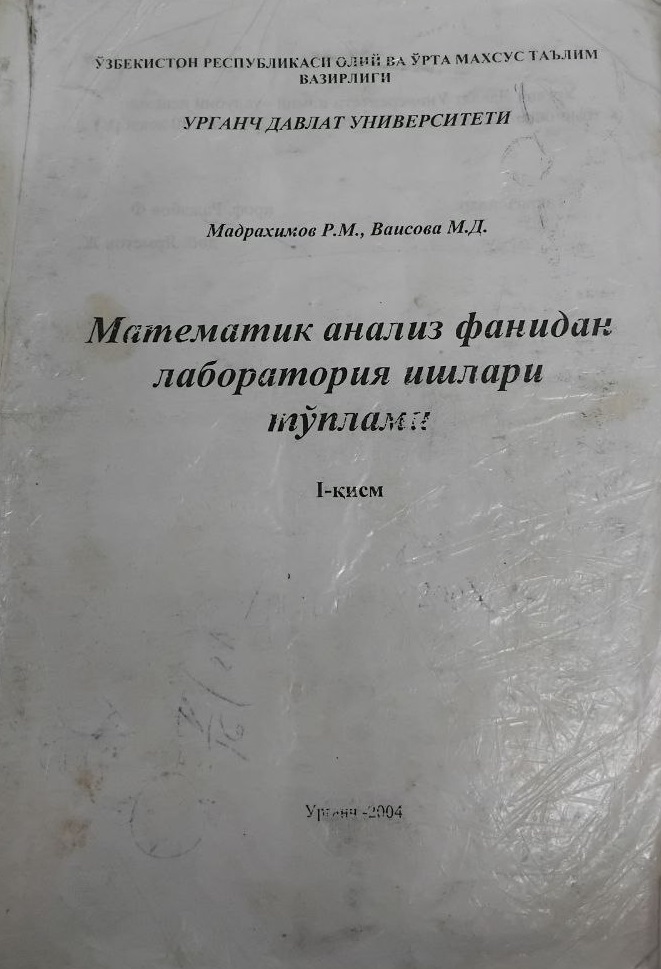 ЎЗБЕКИСТОН РЕСПУБЛИКАСИ ОЛИЙ ВА ЎРТА МАХСУС ТАЪЛИМ
ВАЗИРЛИГИ
УРГАНЧ ДАВЛАТ УНИВЕРСИТЕТИ
Мадрахимов Р.М., Ваисова М.Д.
Математик анализ фанидан
лаборатория ишлари
тўплами
I-қисм
Урганч -2004